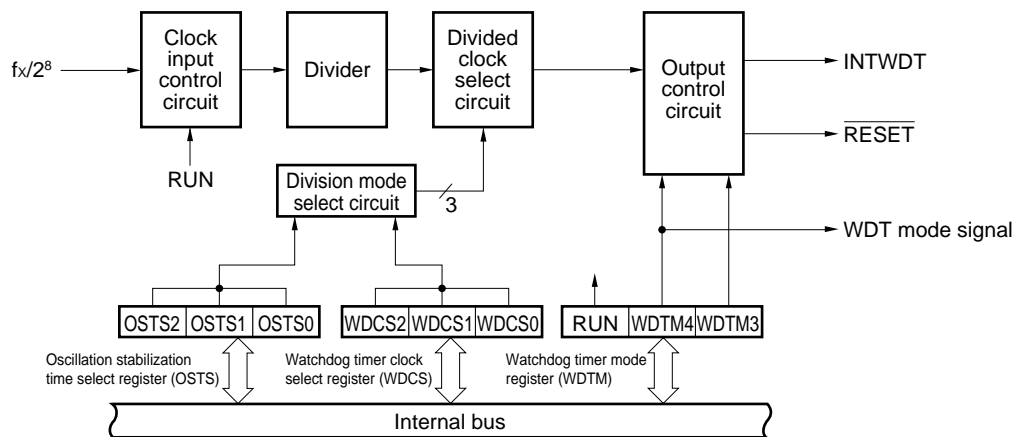 Clock
input
control
circuit
Divider
Divided
clock
select
circuit
Output
control
circuit
fx/2⁸
INTWDT
RESET
RUN
Division mode
select circuit
3
WDT mode signal
OSTS2 OSTS1 OSTS0
WDCS2 WDCS1 WDCS0
RUN WDTM4 WDTM3
Oscillation stabilization
time select register (OSTS)
Watchdog timer clock
select register (WDCS)
Watchdog timer mode
register (WDTM)
Internal bus